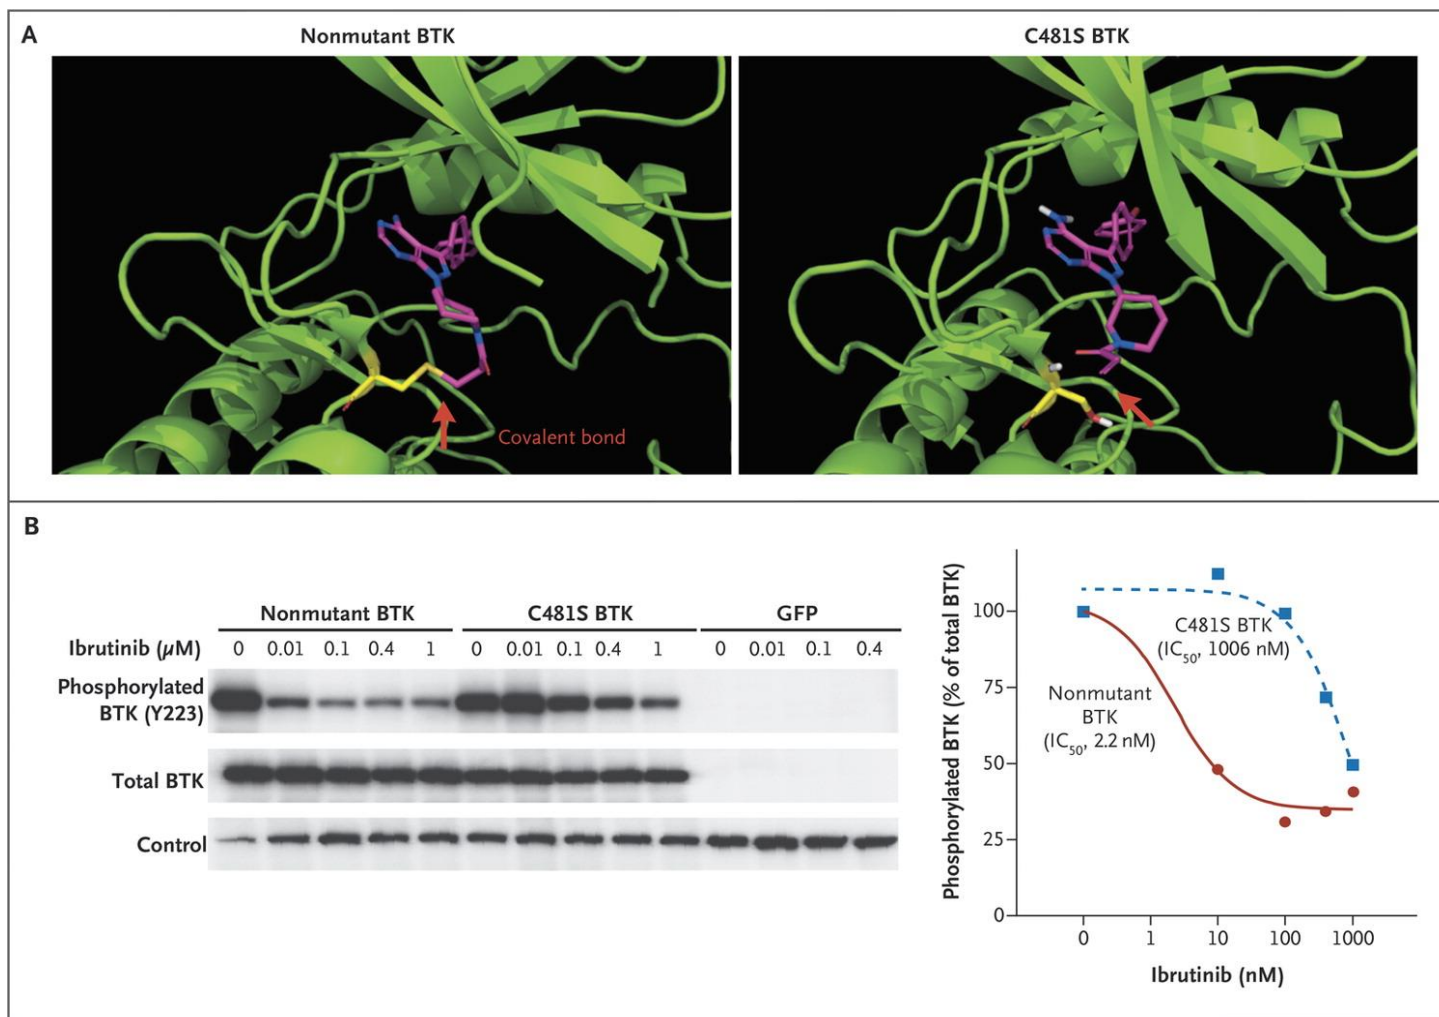 A
Nonmutant BTK
C481S BTK
Covalent bond
B
Nonmutant BTK
C481S BTK
GFP
Ibrutinib (μM)
0 0.01 0.1 0.4 1 0 0.01 0.1 0.4 1 0 0.01 0.1 0.4
Phosphorylated
BTK (Y223)
Total BTK
Control
Phosphorylated BTK (% of total BTK)
100
75
50
25
0
C481S BTK
(IC50, 1006 nM)
Nonmutant
BTK
(IC50, 2.2 nM)
0 1 10 100 1000
Ibrutinib (nM)